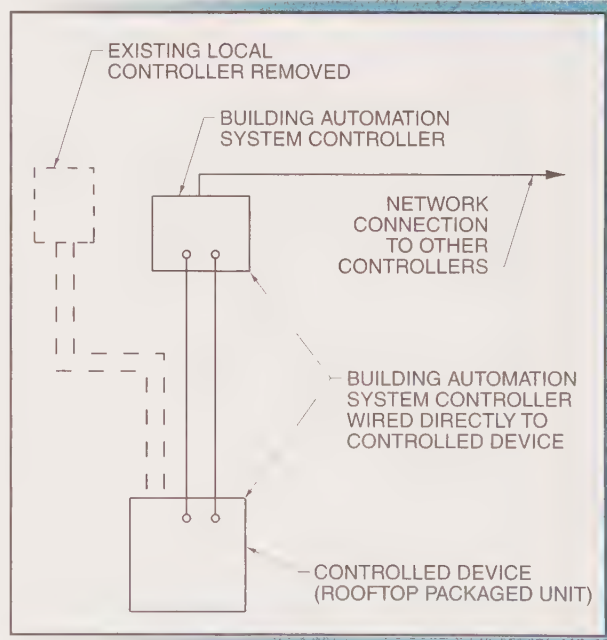 EXISTING LOCAL
CONTROLLER REMOVED
BUILDING AUTOMATION
SYSTEM CONTROLLER
NETWORK
CONNECTION
TO OTHER
CONTROLLERS
BUILDING AUTOMATION
SYSTEM CONTROLLER
WIRED DIRECTLY TO
CONTROLLED DEVICE
CONTROLLED DEVICE
(ROOFTOP PACKAGED UNIT)